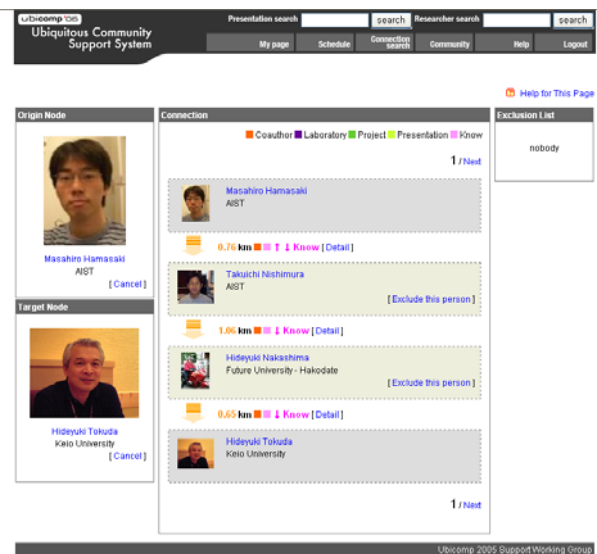 ubicomp '05
Ubiquitous Community
Support System
Presentation search search Researcher search search
My page Schedule Connection search Community Help Logout
Help for This Page
Origin Node
Masahiro Hamasaki
AIST
[Cancel]
Target Node
Hideyuki Tokuda
Keio University
[Cancel]
Connection
Coauthor Laboratory Project Presentation Know
1 / Next
Masahiro Hamasaki
AIST
0.76 km ↑ ↓ Know [Detail]
Takuichi Nishimura
AIST
[Exclude this person]
1.06 km ↑ ↓ Know [Detail]
Hideyuki Nakashima
Future University - Hakodate
[Exclude this person]
0.65 km ↓ Know [Detail]
Hideyuki Tokuda
Keio University
1 / Next
Exclusion List
nobody
Ubicomp 2005 Support Working Group